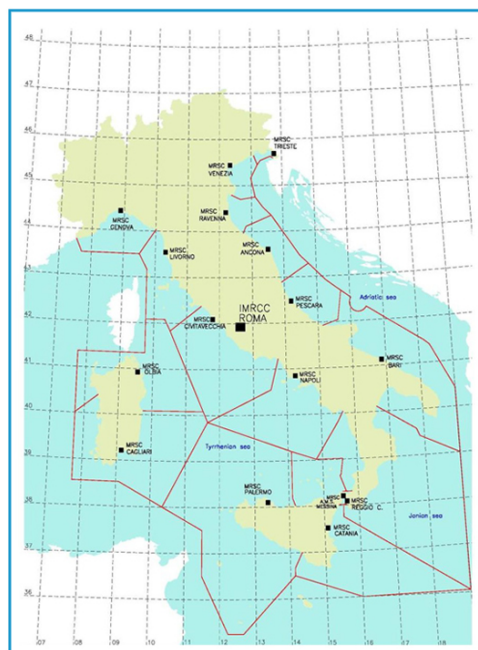 48
47
46
45
44
43
42
41
40
39
38
37
36
MRSC
TRIESTE
MRSC
VENEZIA
MRSC
RAVENNA
MRSC
GENOVA
MRSC
LIVORNO
MRSC
ANCONA
Adriatic sea
MRSC
PESCARA
IMRCC
ROMA
MRSC
CIVITAVECCHIA
MRSC
BARI
MRSC
OLBIA
MRSC
NAPOLI
Tyrrhenian sea
MRSC
CAGLIARI
MRSC
PALERMO
MRSC
A.M.S.
MESSINA
MRSC
REGGIO C.
Jonian sea
MRSC
CATANIA
07 08 09 10 11 12 13 14 15 16 17 18